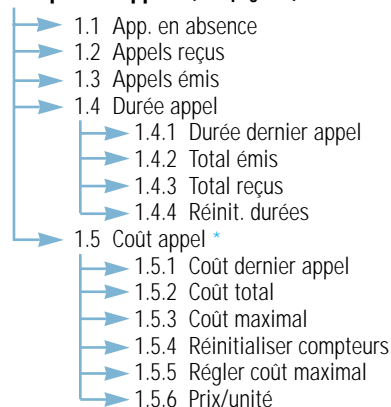 1.1 App. en absence
1.2 Appels reçus
1.3 Appels émis
1.4 Durée appel
1.4.1 Durée dernier appel
1.4.2 Total émis
1.4.3 Total reçus
1.4.4 Réinit. durées
1.5 Coût appel *
1.5.1 Coût dernier appel
1.5.2 Coût total
1.5.3 Coût maximal
1.5.4 Réinitialiser compteurs
1.5.5 Régler coût maximal
1.5.6 Prix/unité